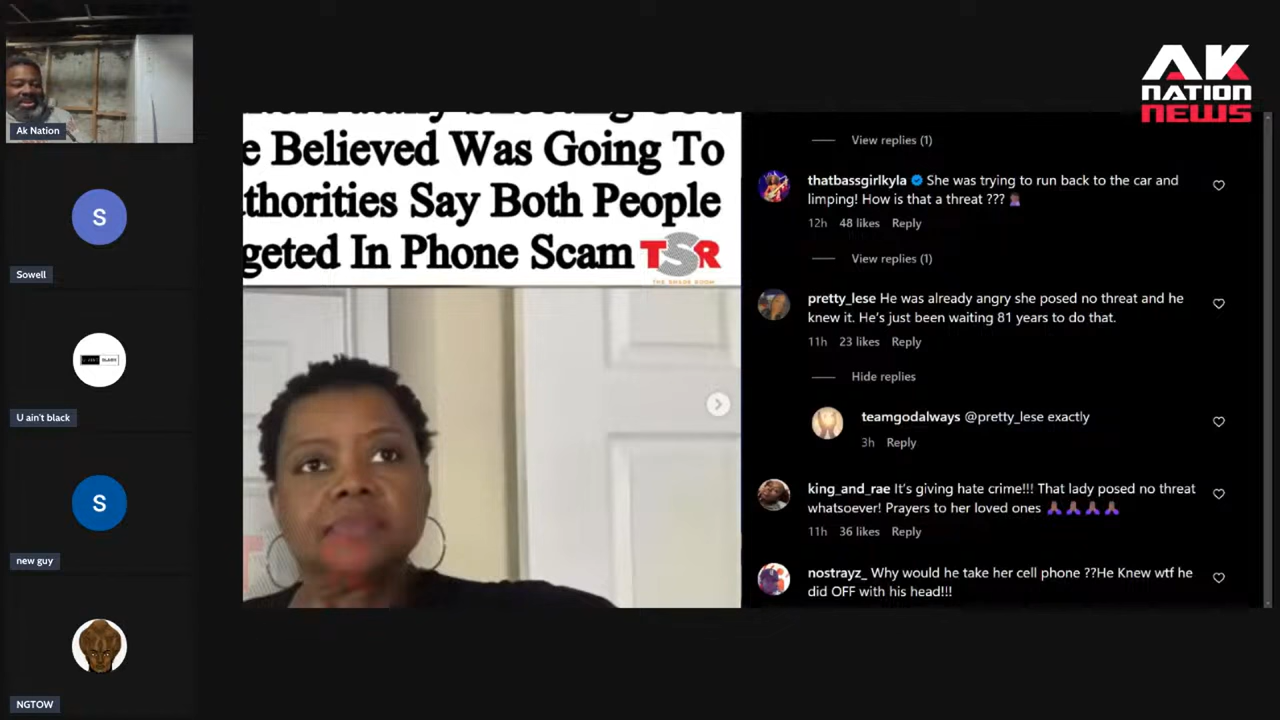 Ak Nation
S
Sowell
U ain't black
S
new guy
NGTOW
AK
NATION
NEWS
e Believed Was Going To
thorities Say Both People
geted In Phone Scam TSR
THE SHADE ROOM
View replies (1)
thatbassgirlkyla She was trying to run back to the car and
limping! How is that a threat ???
12h 48 likes Reply
View replies (1)
pretty_lese He was already angry she posed no threat and he
knew it. He's just been waiting 81 years to do that.
11h 23 likes Reply
Hide replies
teamgodalways @pretty_lese exactly
3h Reply
king_and_rae It's giving hate crime!!! That lady posed no threat
whatsoever! Prayers to her loved ones
11h 36 likes Reply
nostrayz_ Why would he take her cell phone ??He Knew wtf he
did OFF with his head!!!